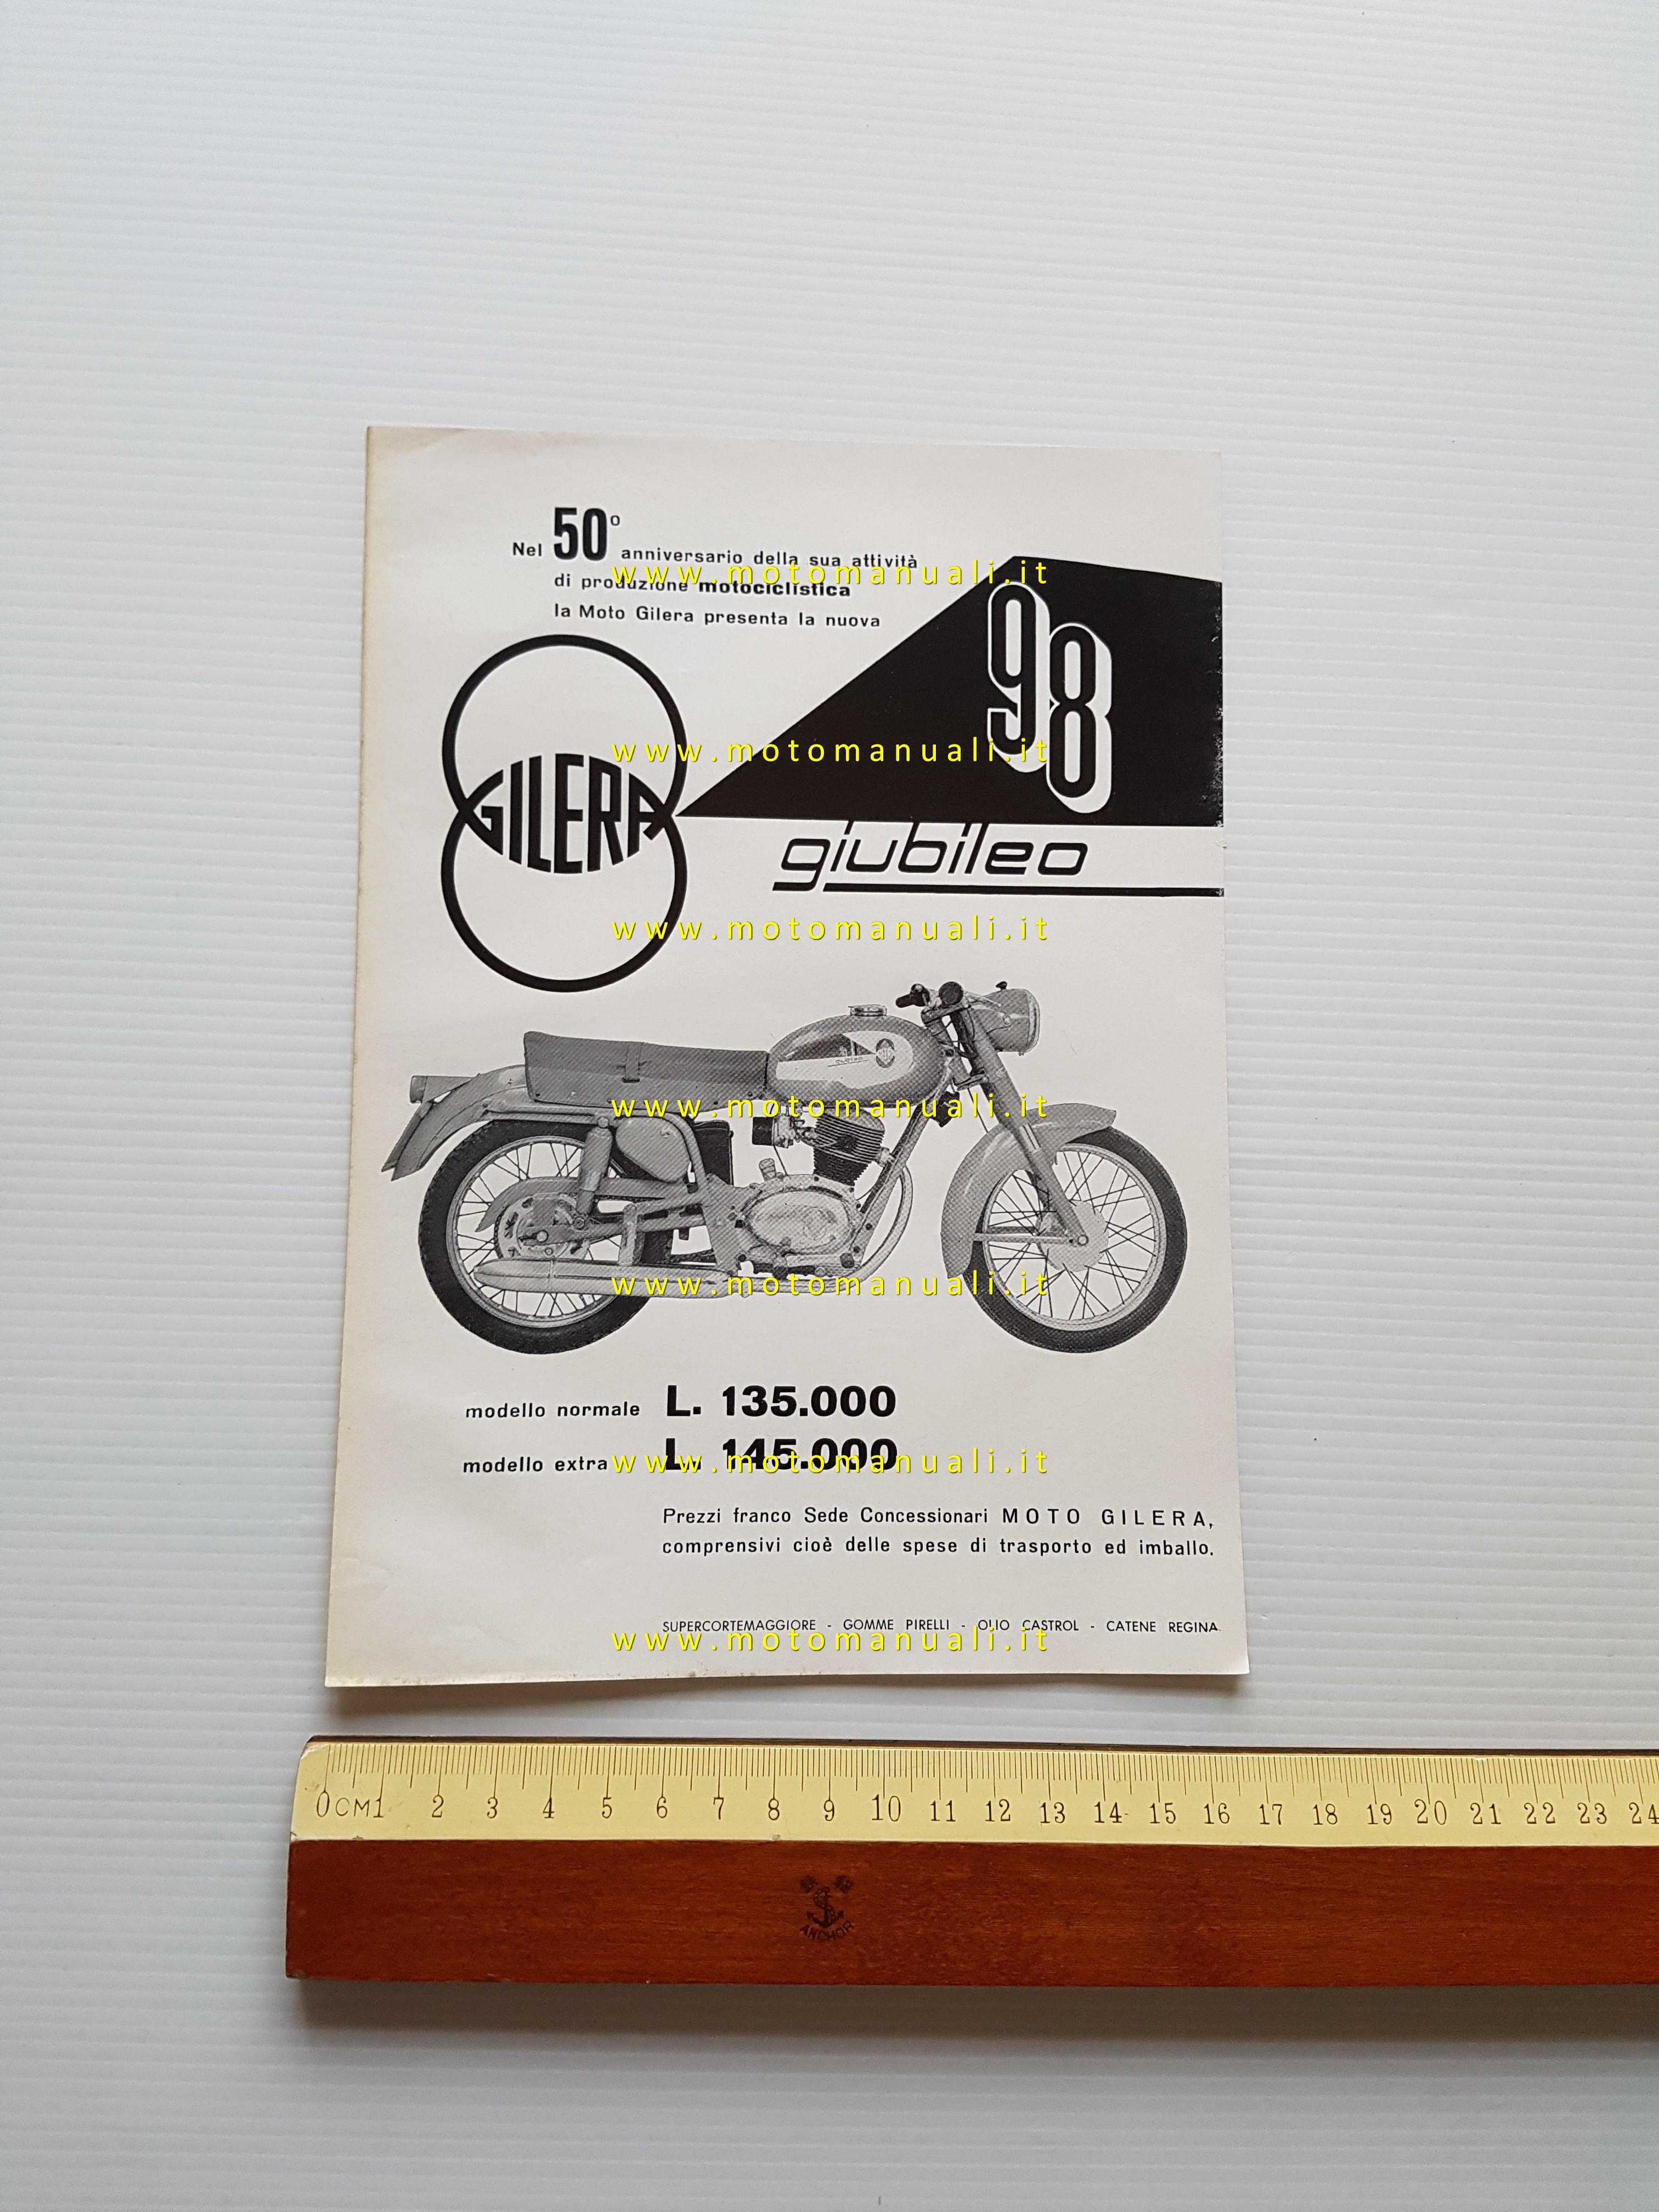 Nel 50° anniversario della sua attività
di produzione motociclistica
la Moto Gilera presenta la nuova
98
GILERA
giubileo
modello normale L. 135.000
modello extra L. 145.000
Prezzi franco Sede Concessionari MOTO GILERA,
comprensivi cioè delle spese di trasporto ed imballo.
SUPERCORTEMAGGIORE - GOMME PIRELLI - OLIO CASTROL - CATENE REGINA
www.motomanuali.it
www.motomanuali.it
www.motomanuali.it
www.motomanuali.it
www.motomanuali.it
www.motomanuali.it
www.motomanuali.it
0 CM 1 2 3 4 5 6 7 8 9 10 11 12 13 14 15 16 17 18 19 20 21 22 23 24
ANCHOR